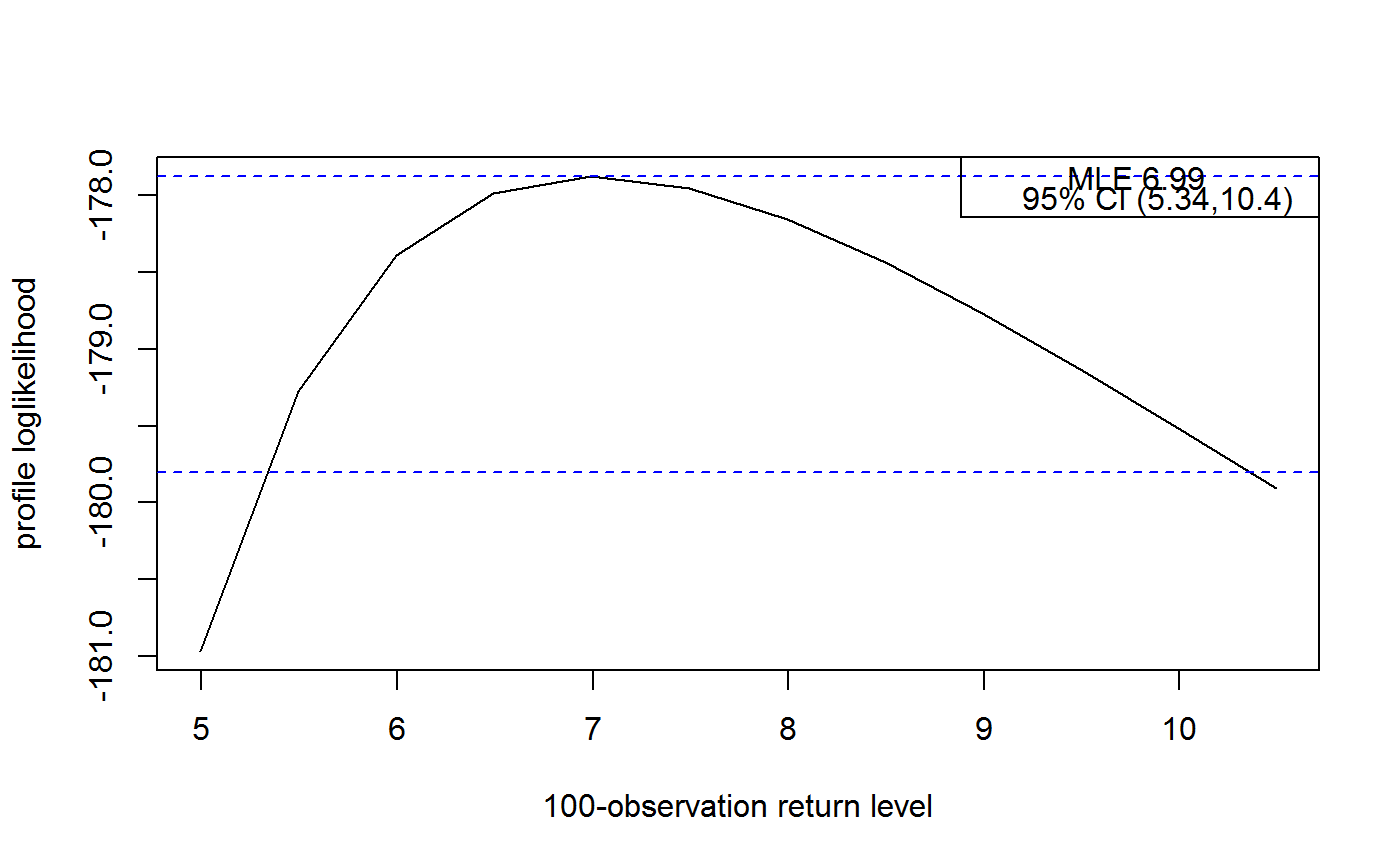 MLE 6.99
95% CI (5.34,10.4)
profile loglikelihood
-178.0
-179.0
-180.0
-181.0
5 6 7 8 9 10
100-observation return level